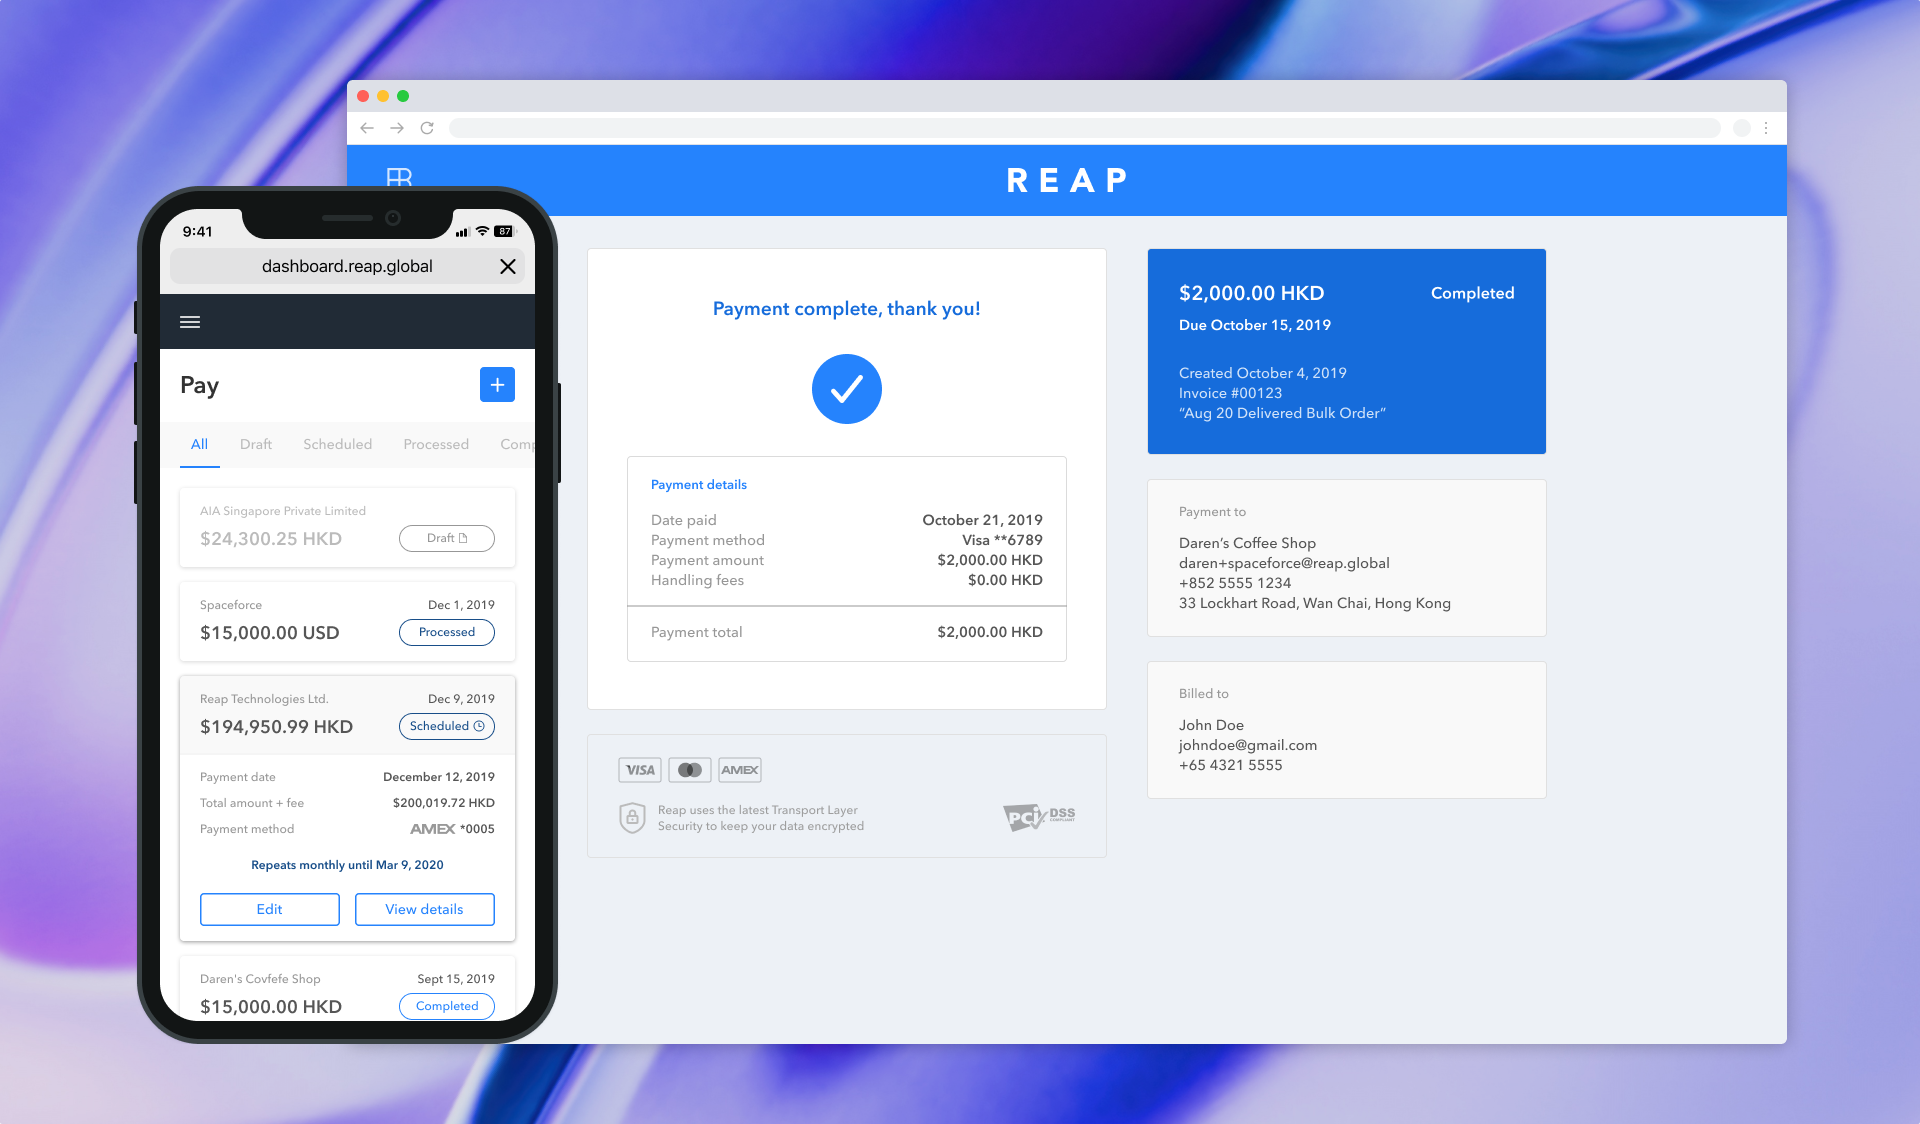 REAP
9:41
87
dashboard.reap.global
Pay
All Draft Scheduled Processed Comp
AIA Singapore Private Limited
$24,300.25 HKD Draft
Spaceforce Dec 1, 2019
$15,000.00 USD Processed
Reap Technologies Ltd. Dec 9, 2019
$194,950.99 HKD Scheduled
Payment date December 12, 2019
Total amount + fee $200,019.72 HKD
Payment method AMEX *0005
Repeats monthly until Mar 9, 2020
Edit View details
Daren's Covfefe Shop Sept 15, 2019
$15,000.00 HKD Completed
Payment complete, thank you!
Payment details
Date paid October 21, 2019
Payment method Visa **6789
Payment amount $2,000.00 HKD
Handling fees $0.00 HKD
Payment total $2,000.00 HKD
VISA AMEX
Reap uses the latest Transport Layer
Security to keep your data encrypted
PCi DSS
COMPLIANT
$2,000.00 HKD Completed
Due October 15, 2019
Created October 4, 2019
Invoice #00123
“Aug 20 Delivered Bulk Order”
Payment to
Daren’s Coffee Shop
daren+spaceforce@reap.global
+852 5555 1234
33 Lockhart Road, Wan Chai, Hong Kong
Billed to
John Doe
johndoe@gmail.com
+65 4321 5555